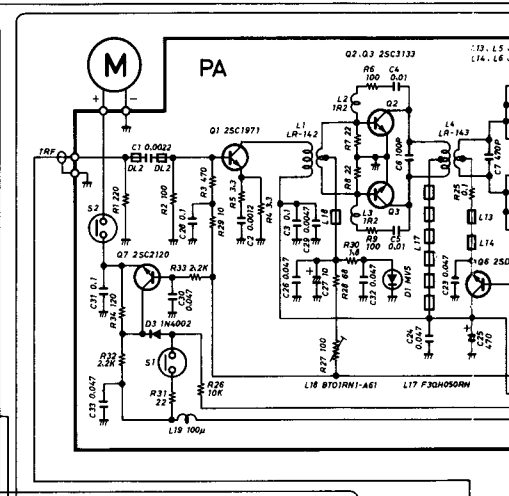 Q2.Q3 2SC3133
L13. L5
L14. L6
PA
R6
100
C4
0.01
M
+
-
L2
1R2
Q2
Q1 2SC1971
L1
LR-142
L4
LR-143
TRF
C1 0.0022
DL2
DL2
R7 22
R8 22
C6 100P
C7 470P
R1 220
R2 100
R3 470
R5 3.3
R4 3.3
R25
0.1
S2
C28 0.1
R29 10
C2 0.0012
C3 0.1
C29 0.0047
L18
L3
1R2
Q3
R9
100
C5
0.01
L13
L17
L14
R30
1.8
Q7 2SC2120
R33 2.2K
C31 0.1
R34 120
C30
0.047
C26 0.047
C27 10
R28 68
C32 0.047
D1 MV5
C23 0.047
Q6 2SD
D3 1N4002
S1
R32
2.2K
R27 100
C24
0.047
C25
470
C33 0.047
R31
22
R26
10K
L18 BT01RN1-A61
L17 F3QH050RN
L19 100μ